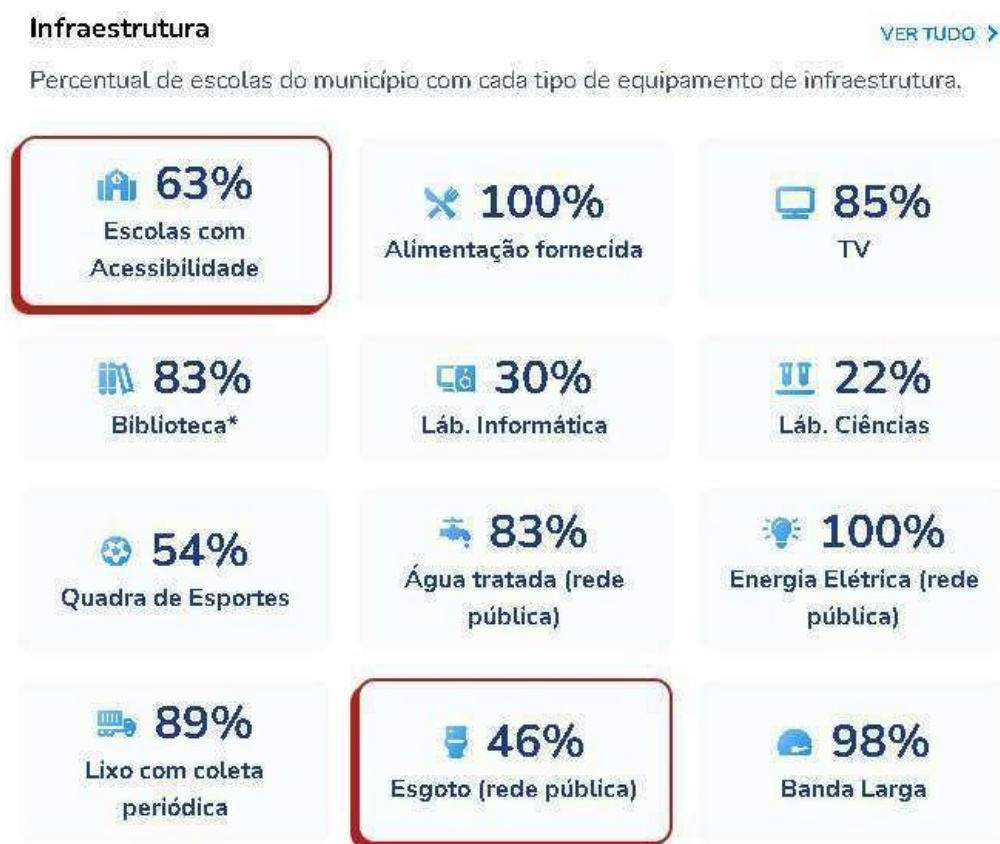 Infraestrutura
VER TUDO
Percentual de escolas do município com cada tipo de equipamento de infraestrutura.
63%
Escolas com
Acessibilidade
100%
Alimentação fornecida
85%
TV
83%
Biblioteca*
30%
Láb. Informática
22%
Láb. Ciências
54%
Quadra de Esportes
83%
Água tratada (rede
pública)
100%
Energia Elétrica (rede
pública)
89%
Lixo com coleta
periódica
46%
Esgoto (rede pública)
98%
Banda Larga